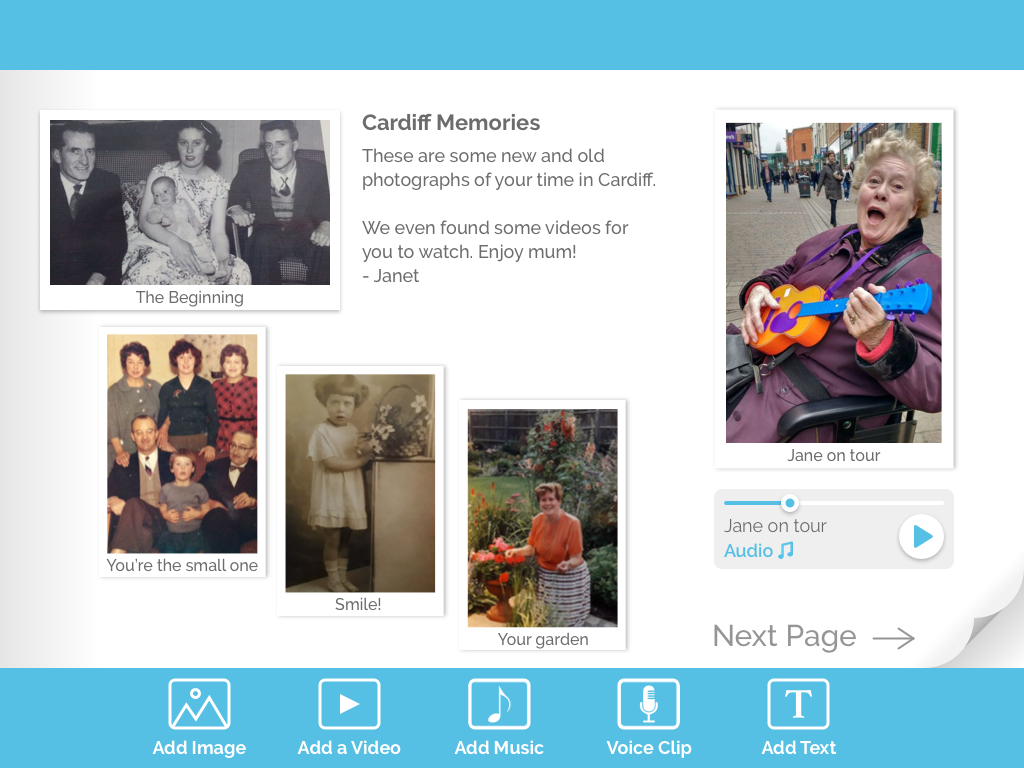 Cardiff Memories
These are some new and old
photographs of your time in Cardiff.
We even found some videos for
you to watch. Enjoy mum!
- Janet
The Beginning
You're the small one
Smile!
Your garden
Jane on tour
Jane on tour
Audio
Next Page
Add Image
Add a Video
Add Music
Voice Clip
T
Add Text